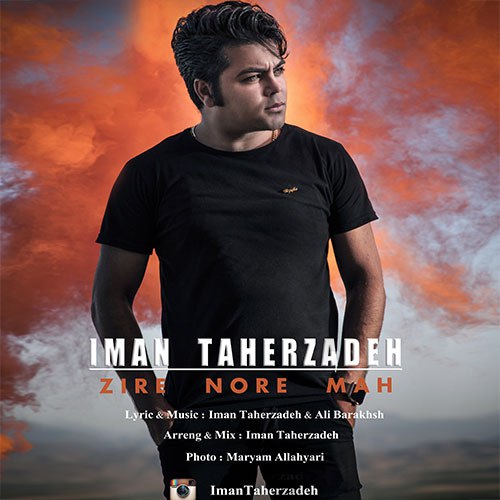 IMAN TAHERZADEH
ZIRE NORE MAH
Lyric & Music : Iman Taherzadeh & Ali Barakhsh
Arreng & Mix : Iman Taherzadeh
Photo : Maryam Allahyari
ImanTaherzadeh